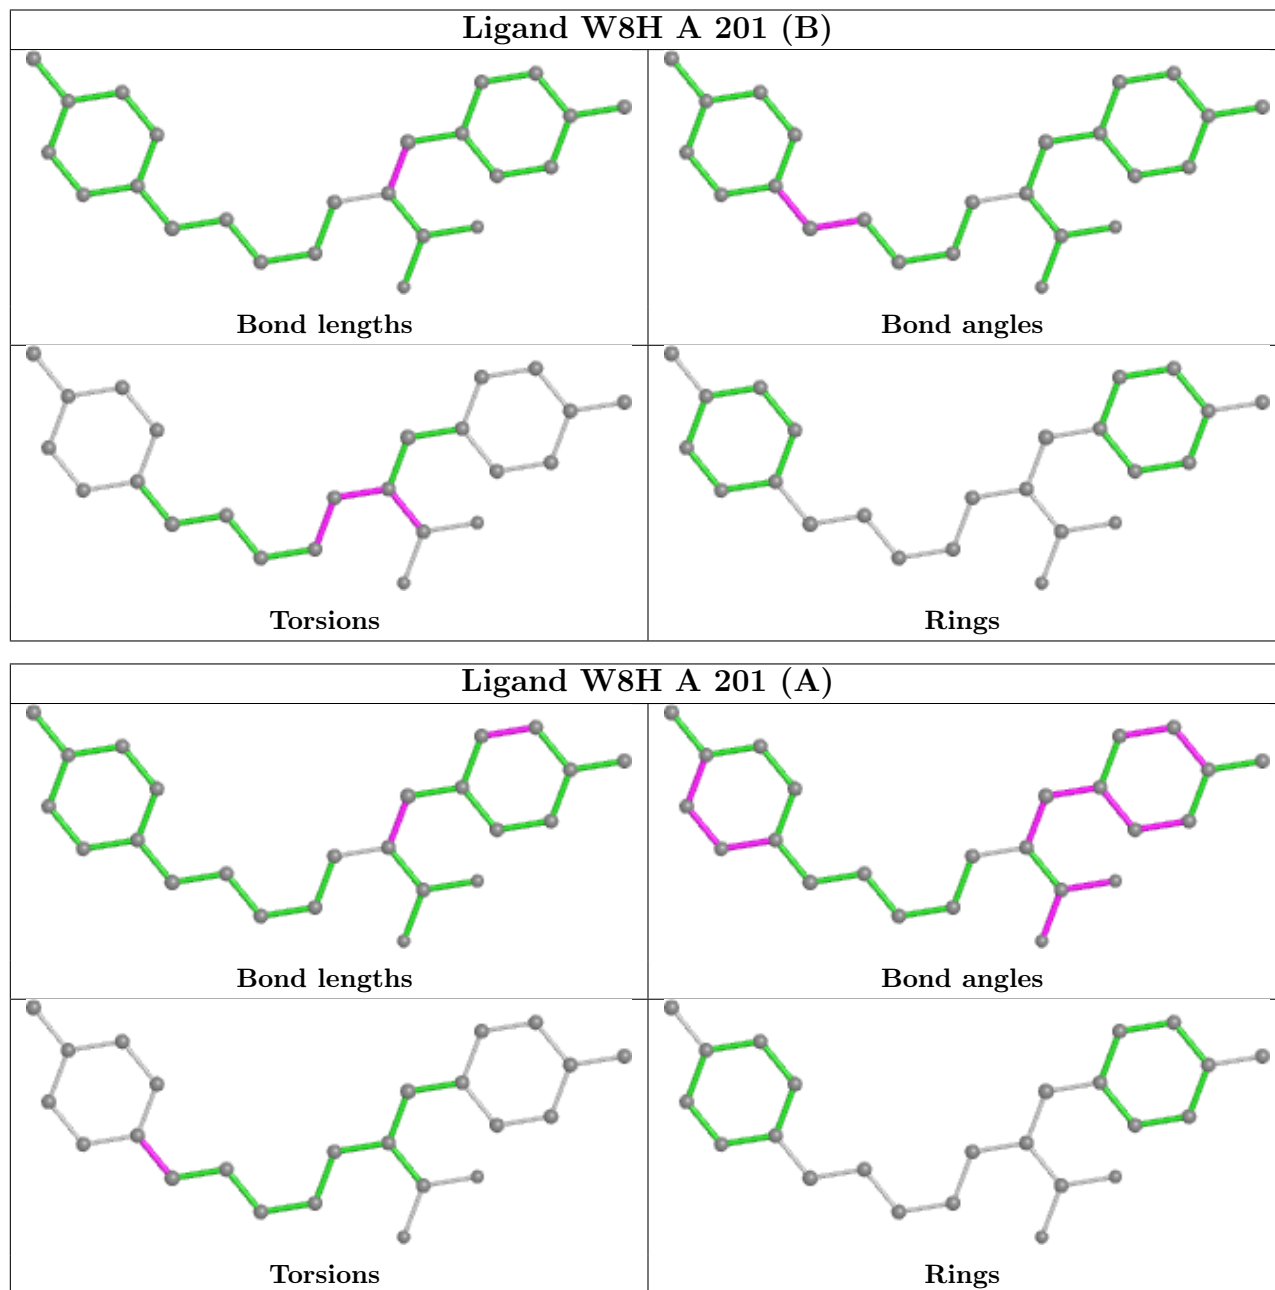 Ligand W8H A 201 (B)
Bond lengths
Bond angles
Torsions
Rings
Ligand W8H A 201 (A)
Bond lengths
Bond angles
Torsions
Rings